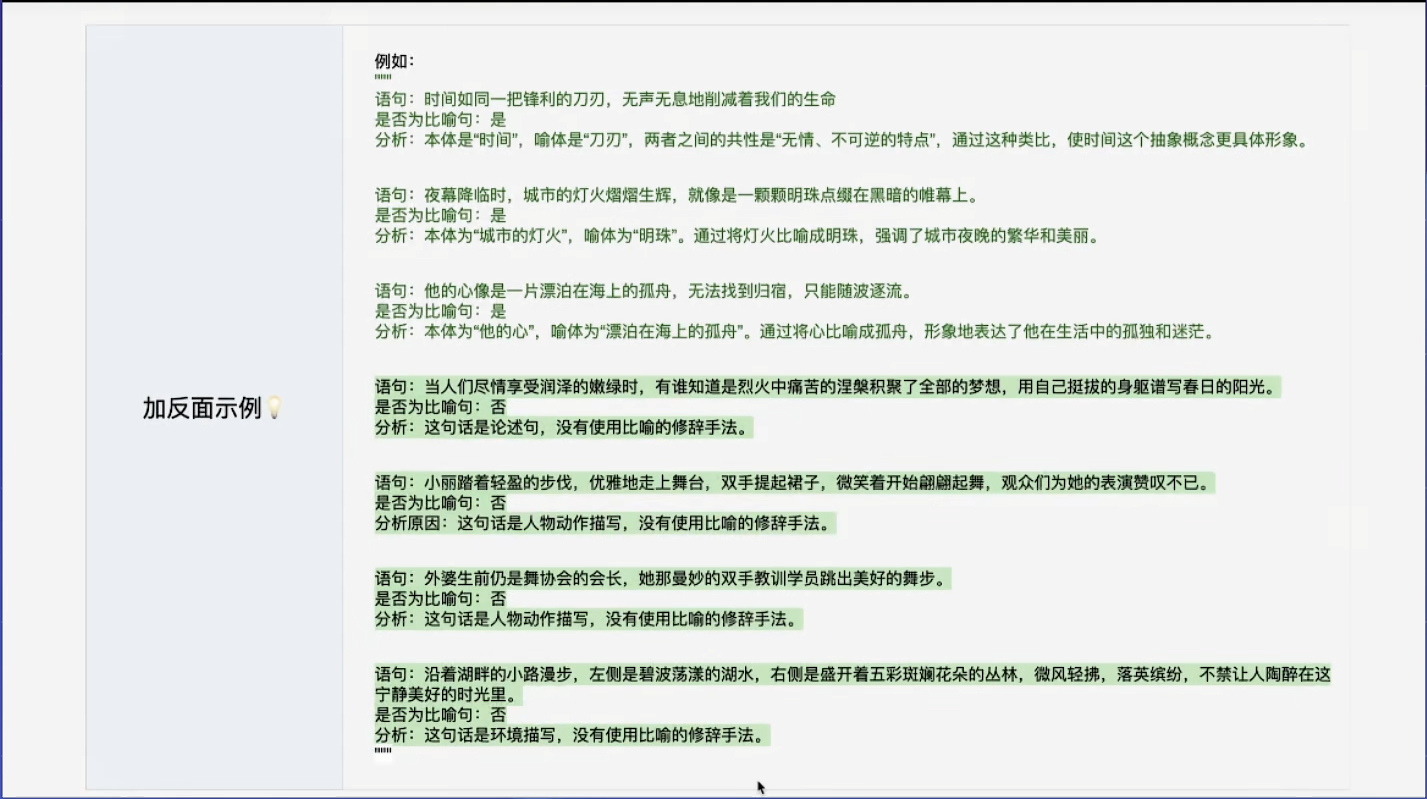 加反面示例💡
例如：
"""
语句：时间如同一把锋利的刀刃，无声无息地削减着我们的生命
是否为比喻句：是
分析：本体是“时间”，喻体是“刀刃”，两者之间的共性是“无情、不可逆的特点”，通过这种类比，使时间这个抽象概念更具体形象。
语句：夜幕降临时，城市的灯火熠熠生辉，就像是一颗颗明珠点缀在黑暗的帷幕上。
是否为比喻句：是
分析：本体为“城市的灯火”，喻体为“明珠”。通过将灯火比喻成明珠，强调了城市夜晚的繁华和美丽。
语句：他的心像是一片漂泊在海上的孤舟，无法找到归宿，只能随波逐流。
是否为比喻句：是
分析：本体为“他的心”，喻体为“漂泊在海上的孤舟”。通过将心比喻成孤舟，形象地表达了他在生活中的孤独和迷茫。
语句：当人们尽情享受润泽的嫩绿时，有谁知道是烈火中痛苦的涅槃积聚了全部的梦想，用自己挺拔的身躯谱写春日的阳光。
是否为比喻句：否
分析：这句话是论述句，没有使用比喻的修辞手法。
语句：小丽踏着轻盈的步伐，优雅地走上舞台，双手提起裙子，微笑着开始翩翩起舞，观众们为她的表演赞叹不已。
是否为比喻句：否
分析原因：这句话是人物动作描写，没有使用比喻的修辞手法。
语句：外婆生前仍是舞协会的会长，她那曼妙的双手教训学员跳出美好的舞步。
是否为比喻句：否
分析：这句话是人物动作描写，没有使用比喻的修辞手法。
语句：沿着湖畔的小路漫步，左侧是碧波荡漾的湖水，右侧是盛开着五彩斑斓花朵的丛林，微风轻拂，落英缤纷，不禁让人陶醉在这
宁静美好的时光里。
是否为比喻句：否
分析：这句话是环境描写，没有使用比喻的修辞手法。
"""